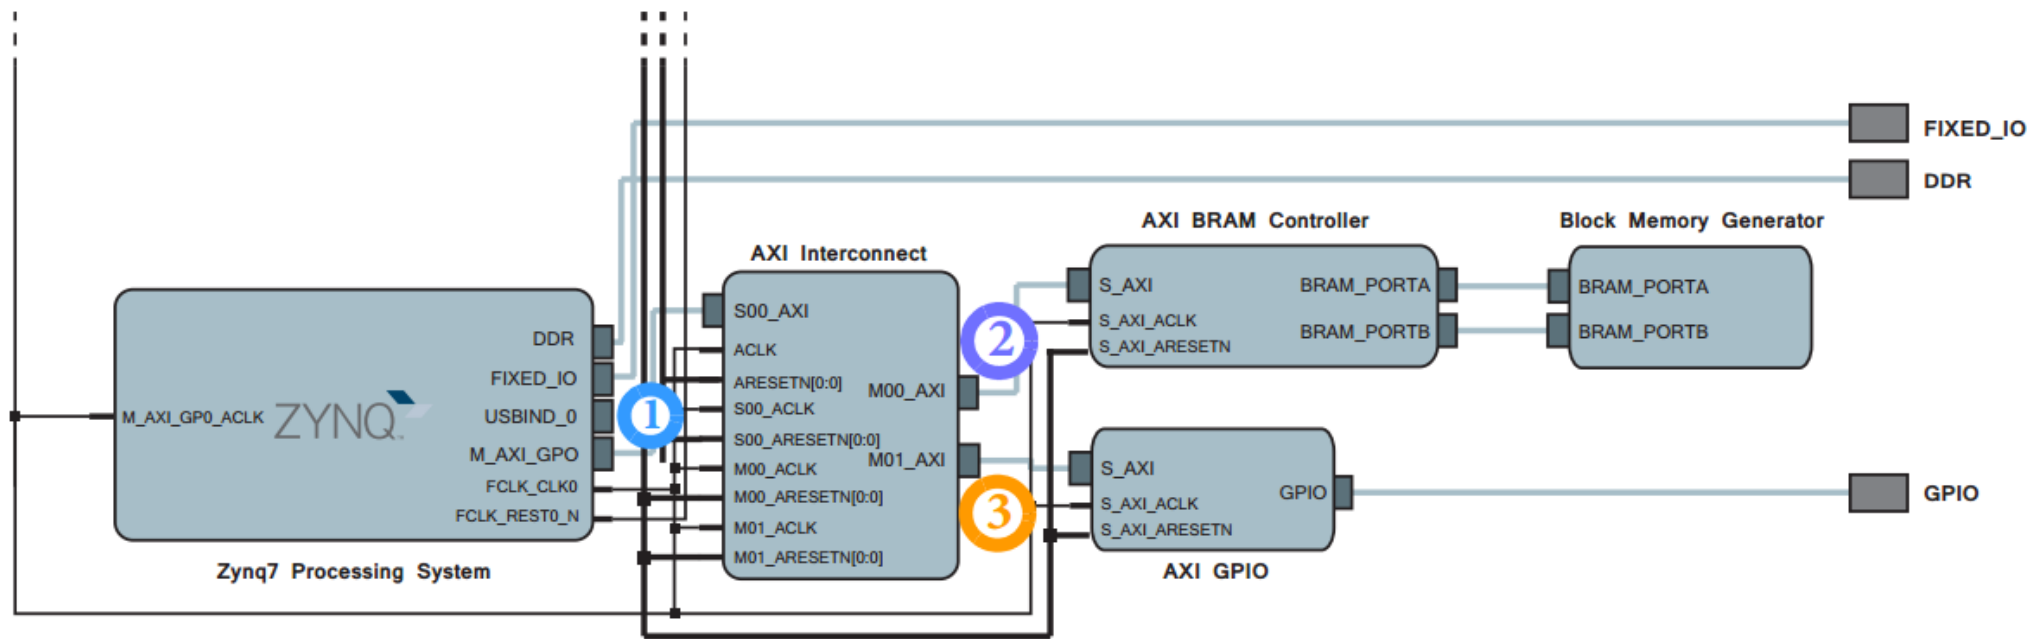 FIXED_IO
DDR
AXI BRAM Controller
Block Memory Generator
AXI Interconnect
S_AXI
BRAM_PORTA
BRAM_PORTA
S00_AXI
S_AXI_ACLK
BRAM_PORTB
BRAM_PORTB
DDR
2
ACLK
S_AXI_ARESETN
FIXED_IO
ARESETN[0:0]
M00_AXI
M_AXI_GP0_ACLK
ZYNQ
USBIND_0
1
S00_ACLK
S00_ARESETN[0:0]
M_AXI_GPO
M01_AXI
S_AXI
M00_ACLK
FCLK_CLK0
M00_ARESETN[0:0]
GPIO
GPIO
3
S_AXI_ACLK
FCLK_REST0_N
M01_ACLK
S_AXI_ARESETN
M01_ARESETN[0:0]
Zynq7 Processing System
AXI GPIO